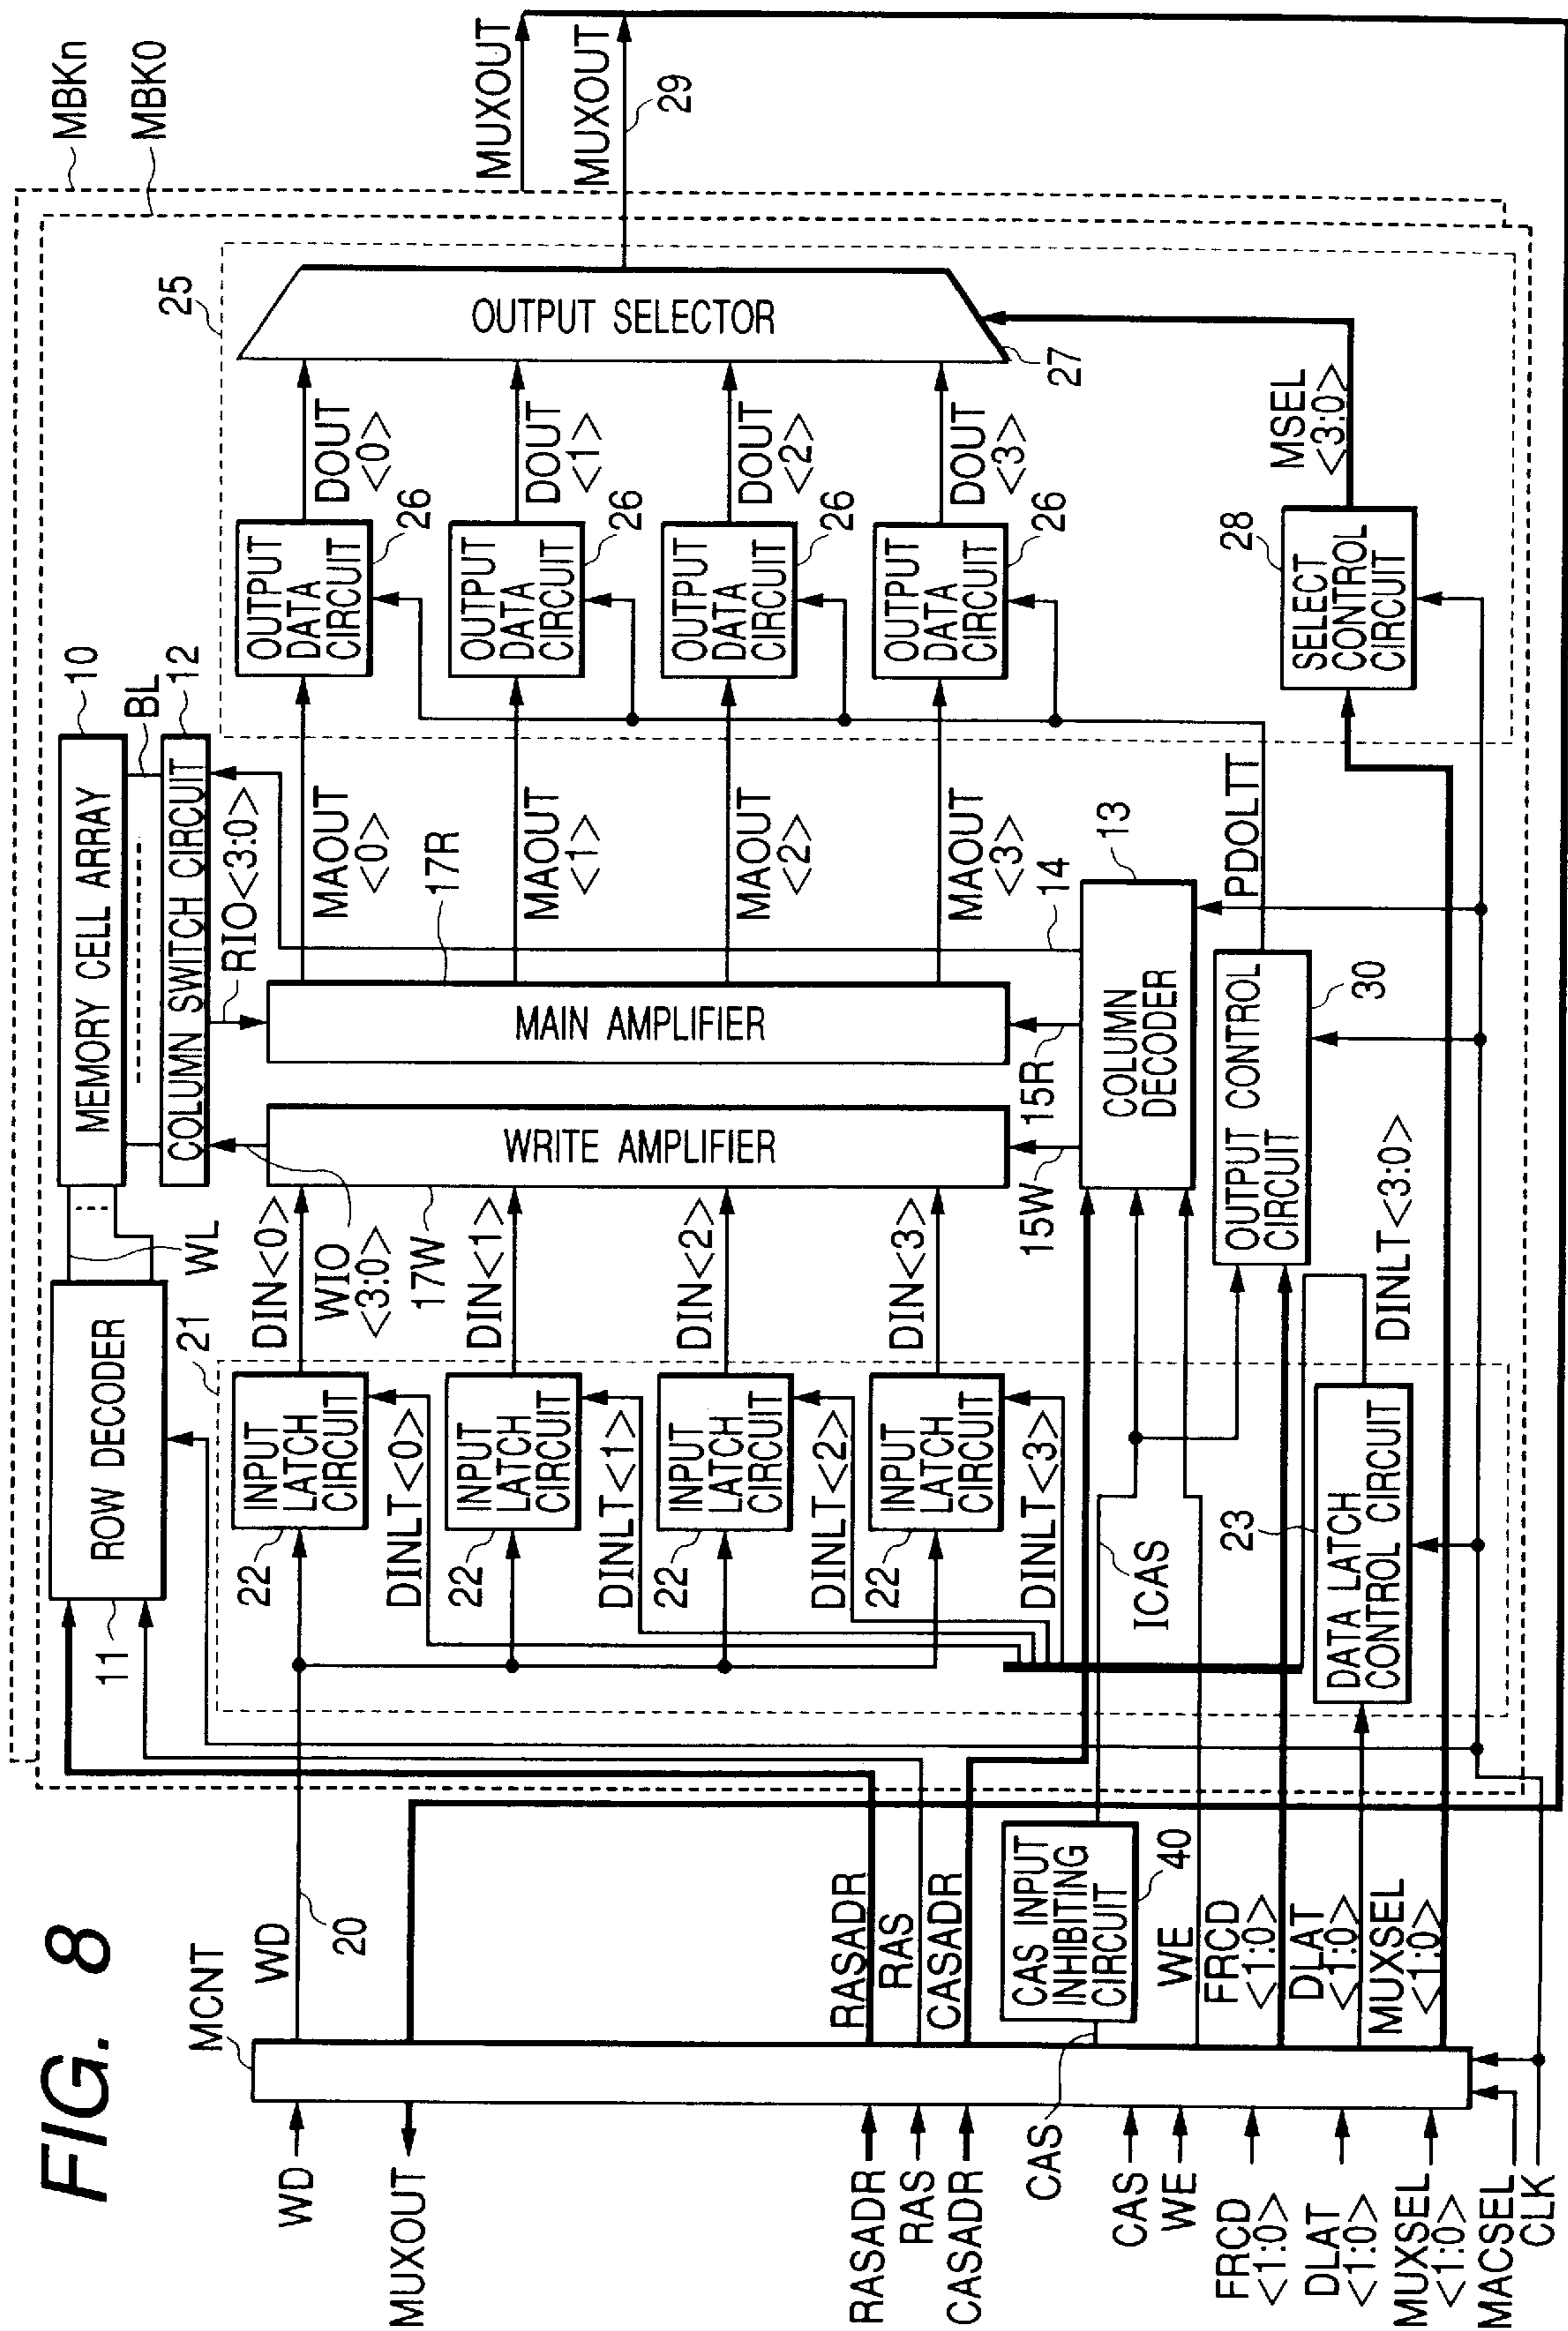 FIG. 8
MBKn
MBK0
MUXOUT
MUXOUT
29
25
OUTPUT SELECTOR
27
DOUT
<0>
DOUT
<1>
DOUT
<2>
DOUT
<3>
MSEL
<3:0>
OUTPUT
DATA
CIRCUIT
26
OUTPUT
DATA
CIRCUIT
26
OUTPUT
DATA
CIRCUIT
26
OUTPUT
DATA
CIRCUIT
26
28
SELECT
CONTROL
CIRCUIT
10
BL
12
MEMORY CELL ARRAY
COLUMN SWITCH CIRCUIT
RIO<3:0>
MAOUT
<0>
MAOUT
<1>
MAOUT
<2>
MAOUT
<3>
17R
14
13
PDOLTT
MAIN AMPLIFIER
15R
COLUMN
DECODER
OUTPUT CONTROL
CIRCUIT
30
WRITE AMPLIFIER
15W
WL
DIN<0>
WIO
<3:0>
17W
DIN<1>
DIN<2>
DIN<3>
DINLT<3:0>
ROW DECODER
11
21
INPUT
LATCH
CIRCUIT
22
DINLT<0>
INPUT
LATCH
CIRCUIT
22
DINLT<1>
INPUT
LATCH
CIRCUIT
22
DINLT<2>
INPUT
LATCH
CIRCUIT
22
DINLT<3>
ICAS
23
DATA LATCH
CONTROL CIRCUIT
MCNT
WD
20
RASADR
RAS
CASADR
CAS INPUT
INHIBITING
CIRCUIT
40
WE
FRCD
<1:0>
DLAT
<1:0>
MUXSEL
<1:0>
WD
MUXOUT
RASADR
RAS
CASADR
CAS
CAS
WE
FRCD
<1:0>
DLAT
<1:0>
MUXSEL
<1:0>
MACSEL
CLK